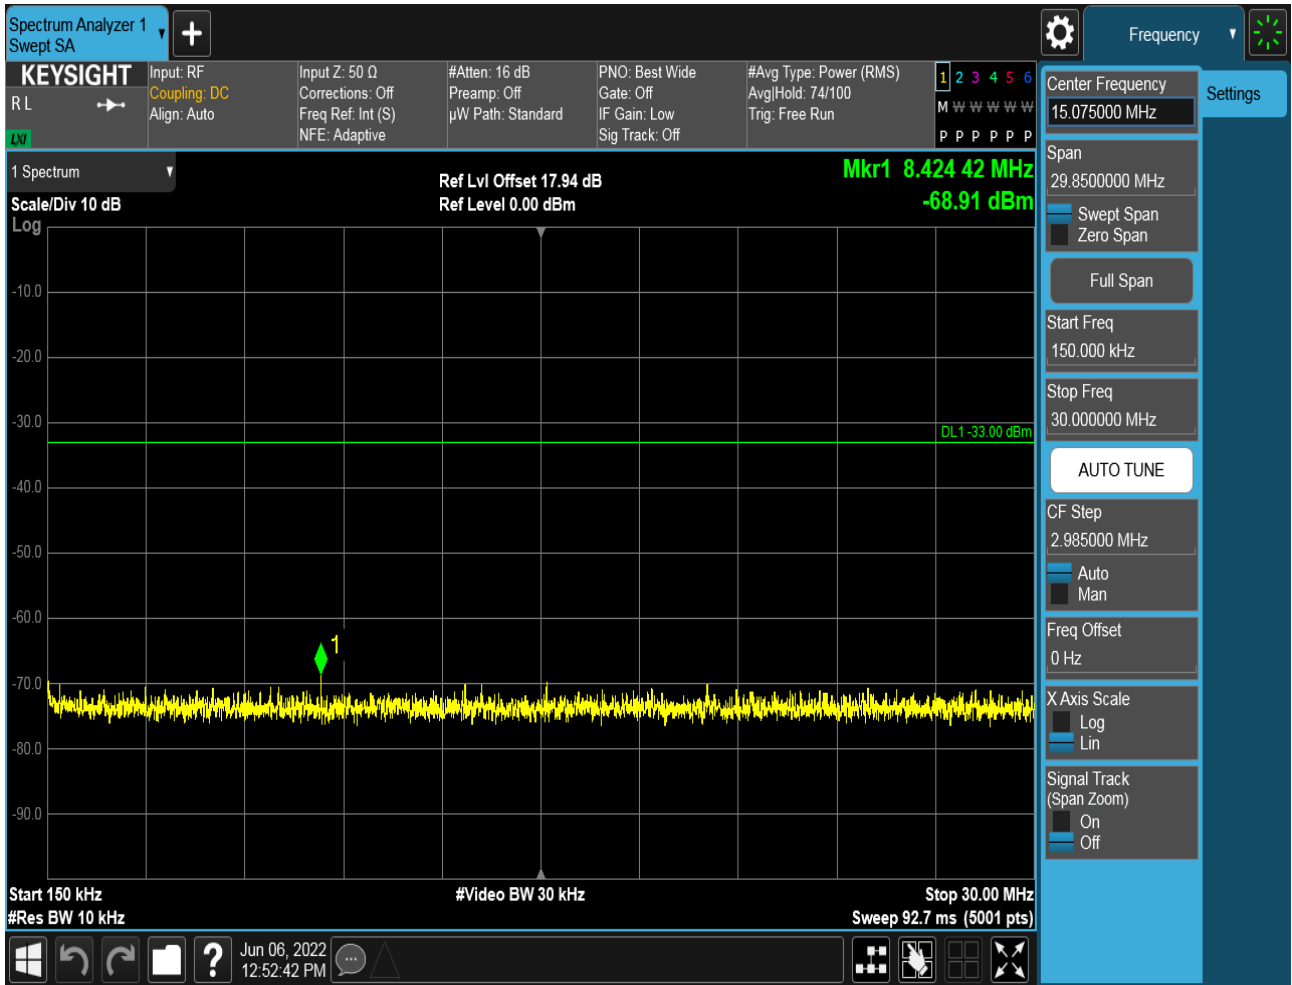 Spectrum Analyzer 1
Swept SA
Frequency
KEYSIGHT
R L
LXI
Input: RF
Coupling: DC
Align: Auto
Input Z: 50 Ω
Corrections: Off
Freq Ref: Int (S)
NFE: Adaptive
#Atten: 16 dB
Preamp: Off
µW Path: Standard
PNO: Best Wide
Gate: Off
IF Gain: Low
Sig Track: Off
#Avg Type: Power (RMS)
Avg|Hold: 74/100
Trig: Free Run
1 2 3 4 5 6
M W W W W W
P P P P P P
1 Spectrum
Scale/Div 10 dB
Log
Ref Lvl Offset 17.94 dB
Ref Level 0.00 dBm
Mkr1 8.424 42 MHz
-68.91 dBm
-10.0
-20.0
-30.0
DL1 -33.00 dBm
-40.0
-50.0
-60.0
1
-70.0
-80.0
-90.0
Start 150 kHz
#Video BW 30 kHz
Stop 30.00 MHz
#Res BW 10 kHz
Sweep 92.7 ms (5001 pts)
Jun 06, 2022
12:52:42 PM
Center Frequency
15.075000 MHz
Settings
Span
29.8500000 MHz
Swept Span
Zero Span
Full Span
Start Freq
150.000 kHz
Stop Freq
30.000000 MHz
AUTO TUNE
CF Step
2.985000 MHz
Auto
Man
Freq Offset
0 Hz
X Axis Scale
Log
Lin
Signal Track
(Span Zoom)
On
Off